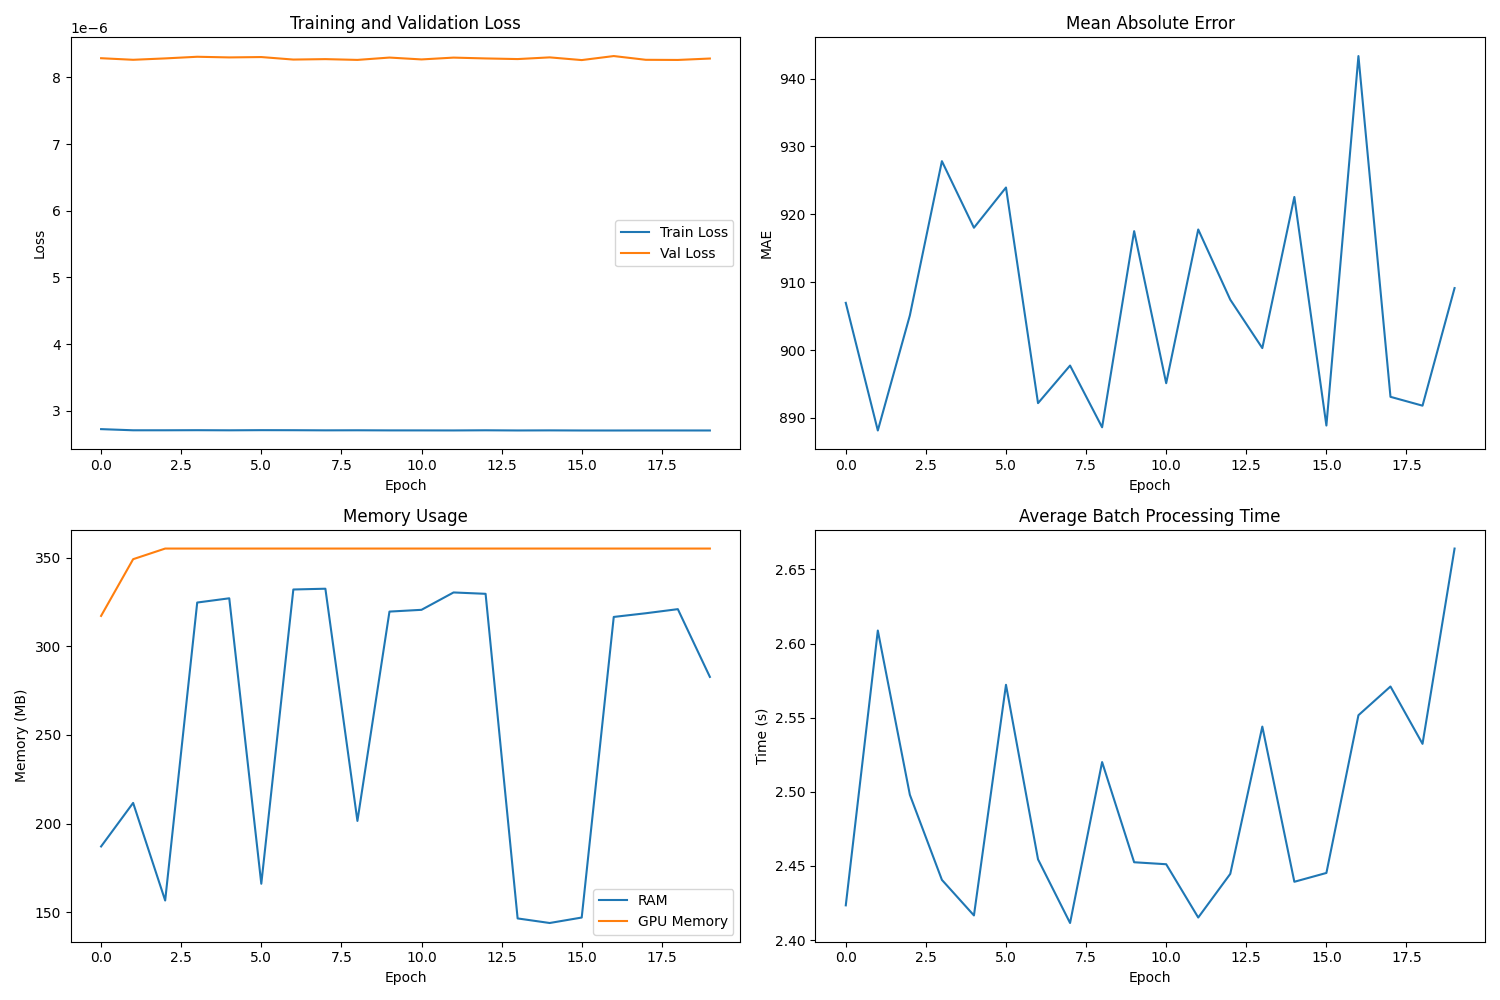 Training and Validation Loss
1e−6
8
7
6
5
4
3
Loss
Train Loss
Val Loss
0.0 2.5 5.0 7.5 10.0 12.5 15.0 17.5
Epoch
Mean Absolute Error
940
930
920
910
900
890
MAE
0.0 2.5 5.0 7.5 10.0 12.5 15.0 17.5
Epoch
Memory Usage
350
300
250
200
150
Memory (MB)
RAM
GPU Memory
0.0 2.5 5.0 7.5 10.0 12.5 15.0 17.5
Epoch
Average Batch Processing Time
2.65
2.60
2.55
2.50
2.45
2.40
Time (s)
0.0 2.5 5.0 7.5 10.0 12.5 15.0 17.5
Epoch